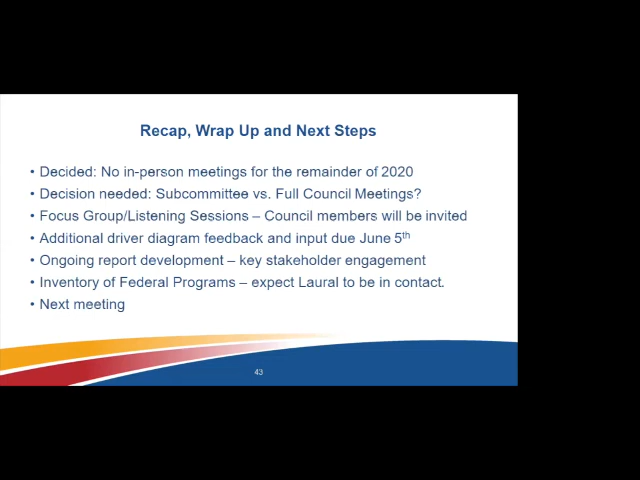 Recap, Wrap Up and Next Steps
• Decided: No in-person meetings for the remainder of 2020
• Decision needed: Subcommittee vs. Full Council Meetings?
• Focus Group/Listening Sessions – Council members will be invited
• Additional driver diagram feedback and input due June 5th
• Ongoing report development – key stakeholder engagement
• Inventory of Federal Programs – expect Laural to be in contact.
• Next meeting
43